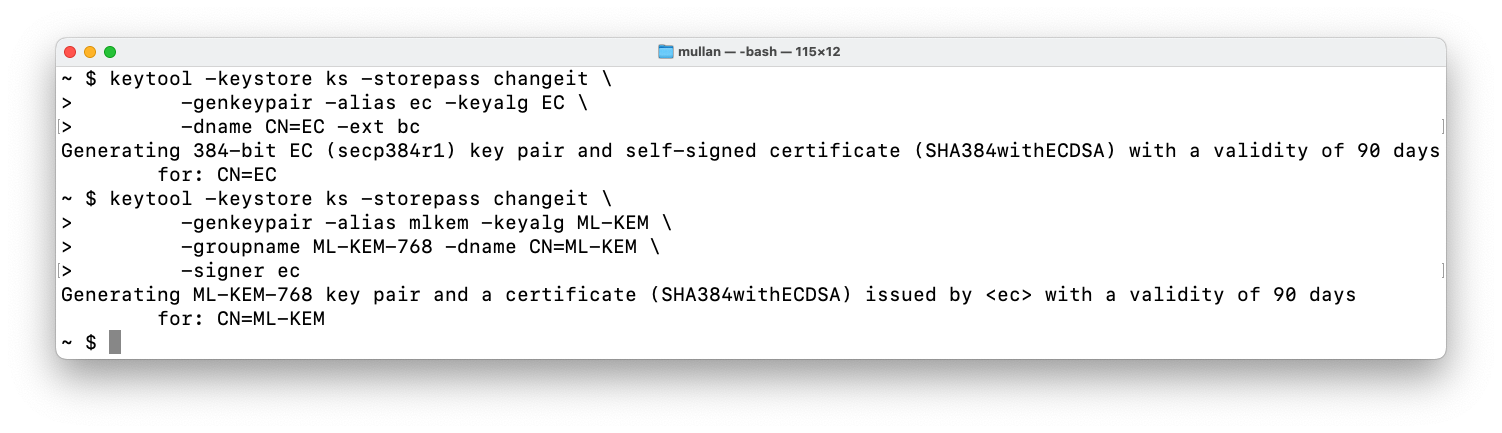 mullan — -bash — 115×12
~ $ keytool -keystore ks -storepass changeit \
>         -genkeypair -alias ec -keyalg EC \
[>         -dname CN=EC -ext bc                                                                                     ]
Generating 384-bit EC (secp384r1) key pair and self-signed certificate (SHA384withECDSA) with a validity of 90 days
        for: CN=EC
~ $ keytool -keystore ks -storepass changeit \
>         -genkeypair -alias mlkem -keyalg ML-KEM \
>         -groupname ML-KEM-768 -dname CN=ML-KEM \
[>         -signer ec                                                                                               ]
Generating ML-KEM-768 key pair and a certificate (SHA384withECDSA) issued by <ec> with a validity of 90 days
        for: CN=ML-KEM
~ $